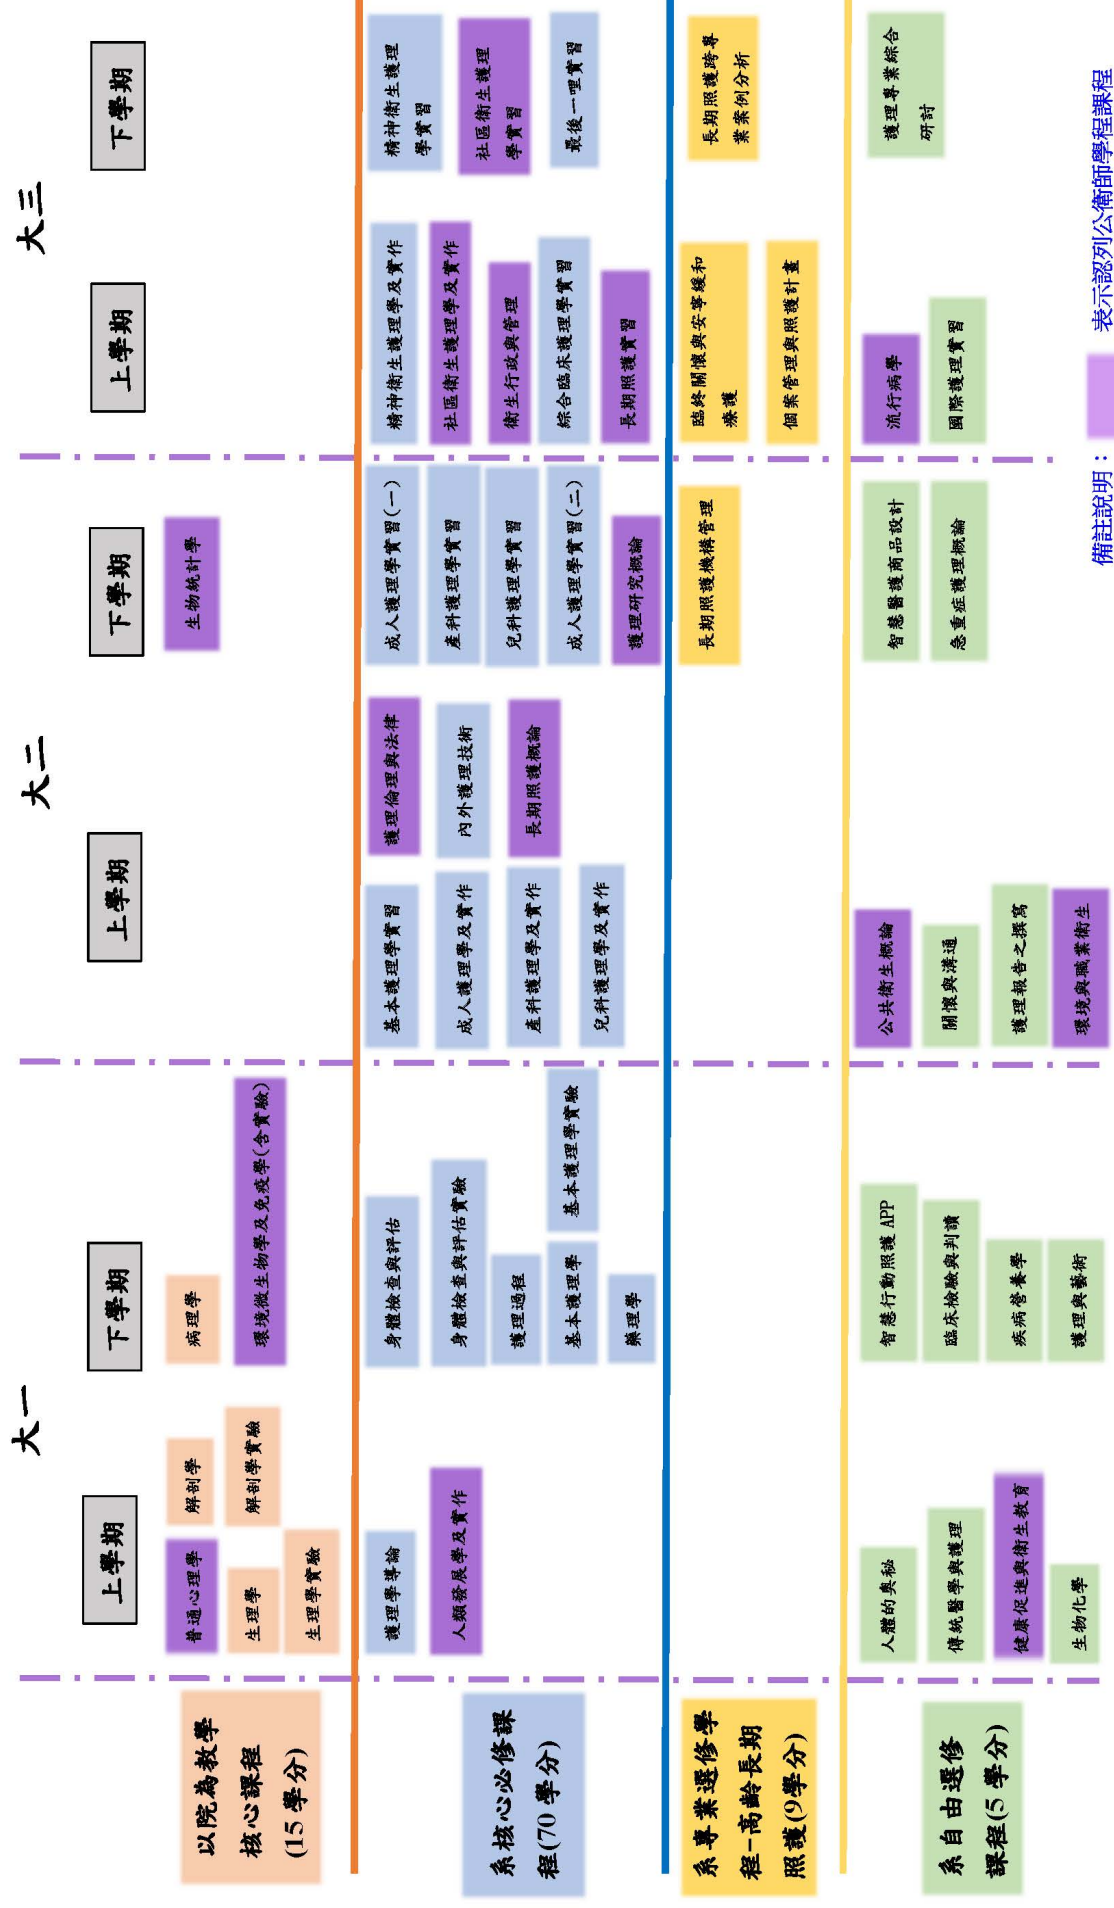 大一
大二
大三
上學期
下學期
上學期
下學期
上學期
下學期
以院為教學
核心課程
(15 學分)
普通心理學
解剖學
生理學
解剖學實驗
生理學實驗
病理學
環境微生物學及免疫學(含實驗)
生物統計學
系核心必修課
程(70 學分)
護理學導論
人類發展學及實作
身體檢查與評估
身體檢查與評估實驗
護理過程
基本護理學
基本護理學實驗
藥理學
基本護理學實習
成人護理學及實作
產科護理學及實作
兒科護理學及實作
護理倫理與法律
內外護理技術
長期照護概論
成人護理學實習(一)
產科護理學實習
兒科護理學實習
成人護理學實習(二)
護理研究概論
精神衛生護理學及實作
社區衛生護理學及實作
衛生行政與管理
綜合臨床護理學實習
長期照護實習
精神衛生護理
學實習
社區衛生護理
學實習
最後一哩實習
系專業選修學
程-高齡長期
照護(9學分)
長期照護機構管理
臨終關懷與安寧緩和
療護
個案管理與照護計畫
長期照護跨專
業案例分析
系自由選修
課程(5 學分)
人體的奧秘
傳統醫學與護理
健康促進與衛生教育
生物化學
智慧行動照護 APP
臨床檢驗與判讀
疾病營養學
護理與藝術
公共衛生概論
關懷與溝通
護理報告之撰寫
環境與職業衛生
智慧醫護商品設計
急重症護理概論
流行病學
國際護理實習
護理專業綜合
研討
備註說明： 表示認列公衛師學程課程